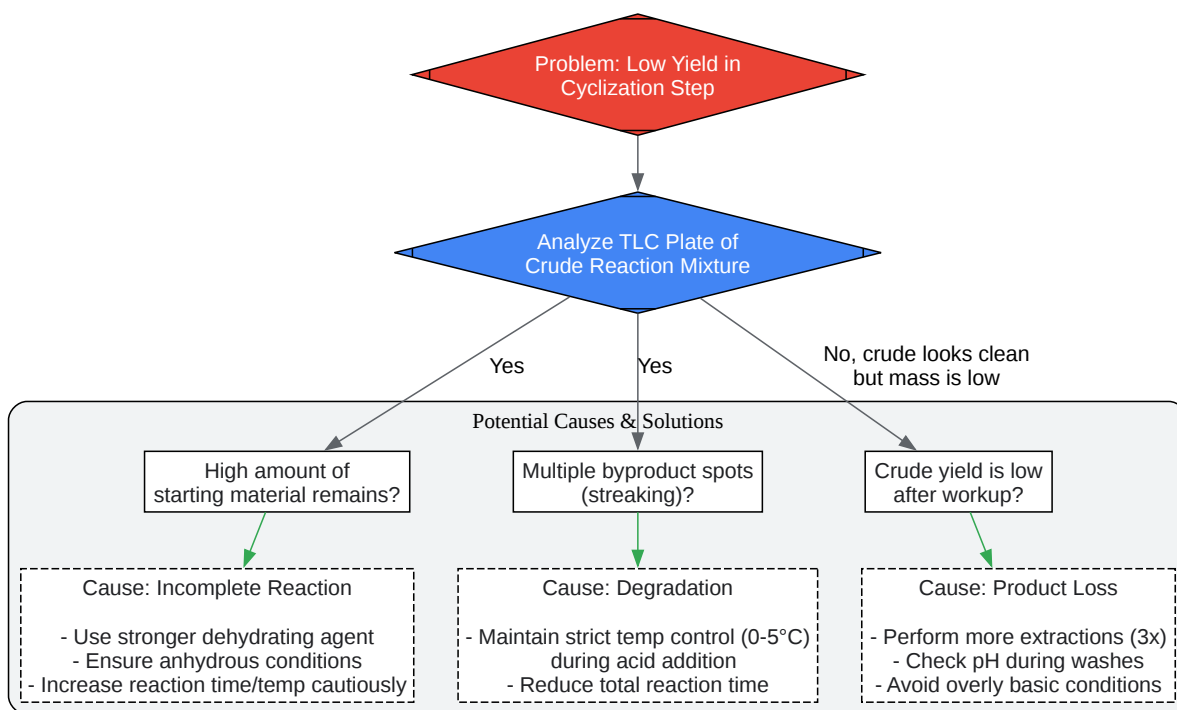 Problem: Low Yield in
Cyclization Step
Analyze TLC Plate of
Crude Reaction Mixture
Yes
Yes
No, crude looks clean
but mass is low
Potential Causes & Solutions
High amount of
starting material remains?
Multiple byproduct spots
(streaking)?
Crude yield is low
after workup?
Cause: Incomplete Reaction
- Use stronger dehydrating agent
- Ensure anhydrous conditions
- Increase reaction time/temp cautiously
Cause: Degradation
- Maintain strict temp control (0-5°C)
during acid addition
- Reduce total reaction time
Cause: Product Loss
- Perform more extractions (3x)
- Check pH during washes
- Avoid overly basic conditions